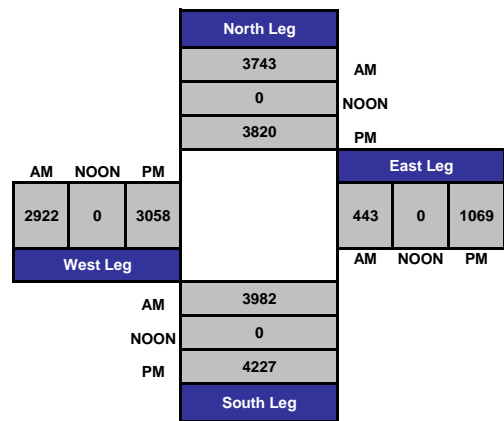 North Leg
3743 AM
0 NOON
3820 PM
AM NOON PM
East Leg
2922 0 3058
443 0 1069
West Leg
AM NOON PM
AM 3982
NOON 0
PM 4227
South Leg